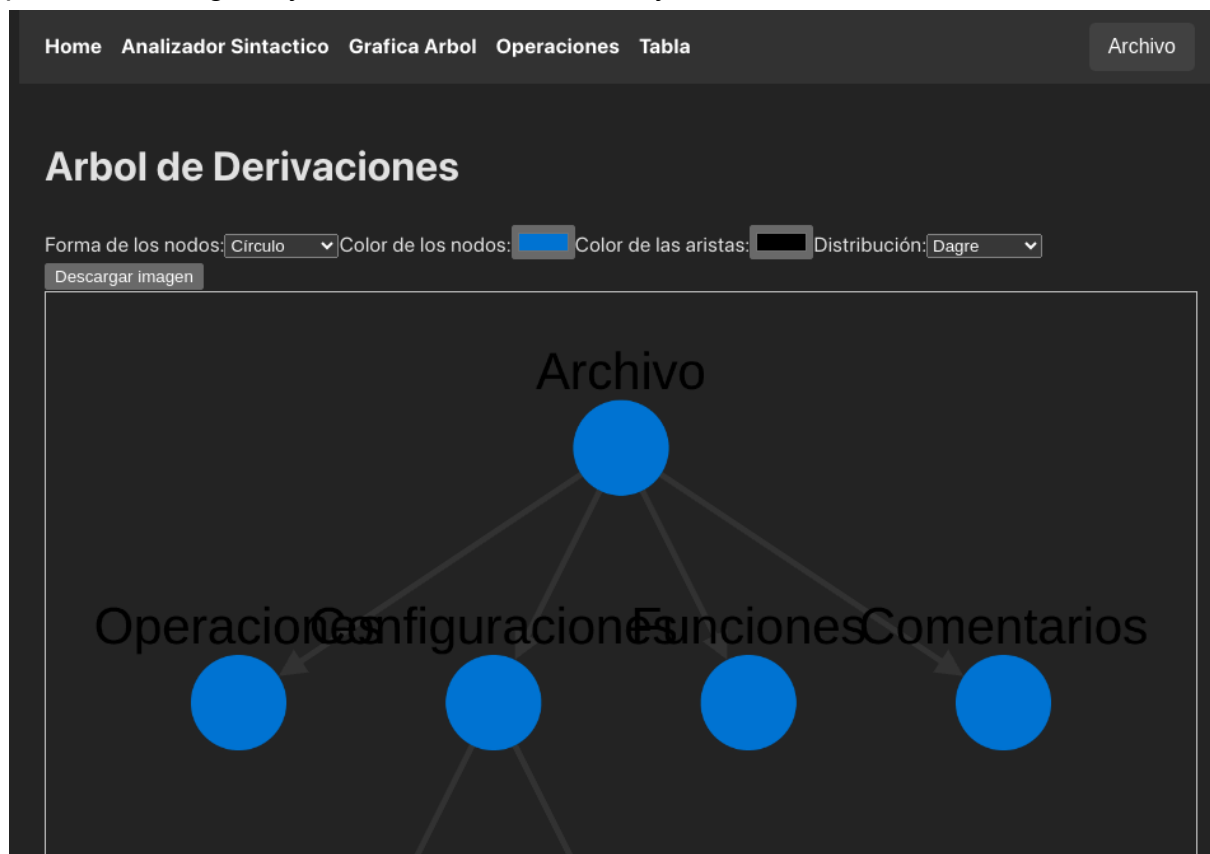 Home Analizador Sintactico Grafica Arbol Operaciones Tabla Archivo
Arbol de Derivaciones
Forma de los nodos: Círculo Color de los nodos: Color de las aristas: Distribución: Dagre
Descargar imagen
Archivo
Operaciones Configuraciones Funciones Comentarios